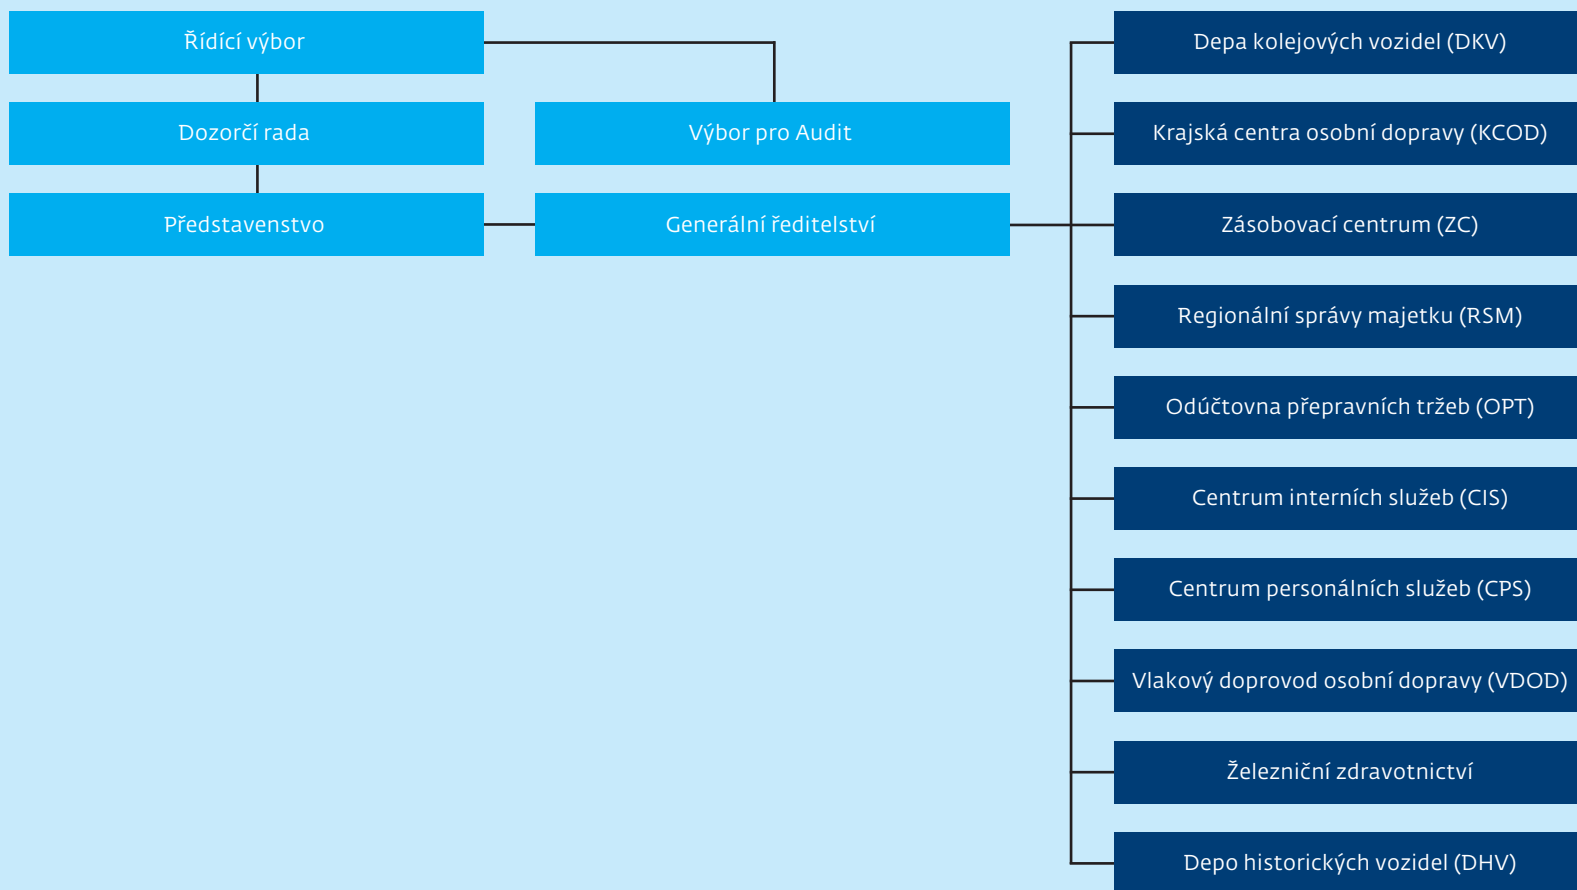 Řídící výbor
Dozorčí rada
Výbor pro Audit
Představenstvo
Generální ředitelství
Depa kolejových vozidel (DKV)
Krajská centra osobní dopravy (KCOD)
Zásobovací centrum (ZC)
Regionální správy majetku (RSM)
Odúčtovna přepravních tržeb (OPT)
Centrum interních služeb (CIS)
Centrum personálních služeb (CPS)
Vlakový doprovod osobní dopravy (VDOD)
Železniční zdravotnictví
Depo historických vozidel (DHV)